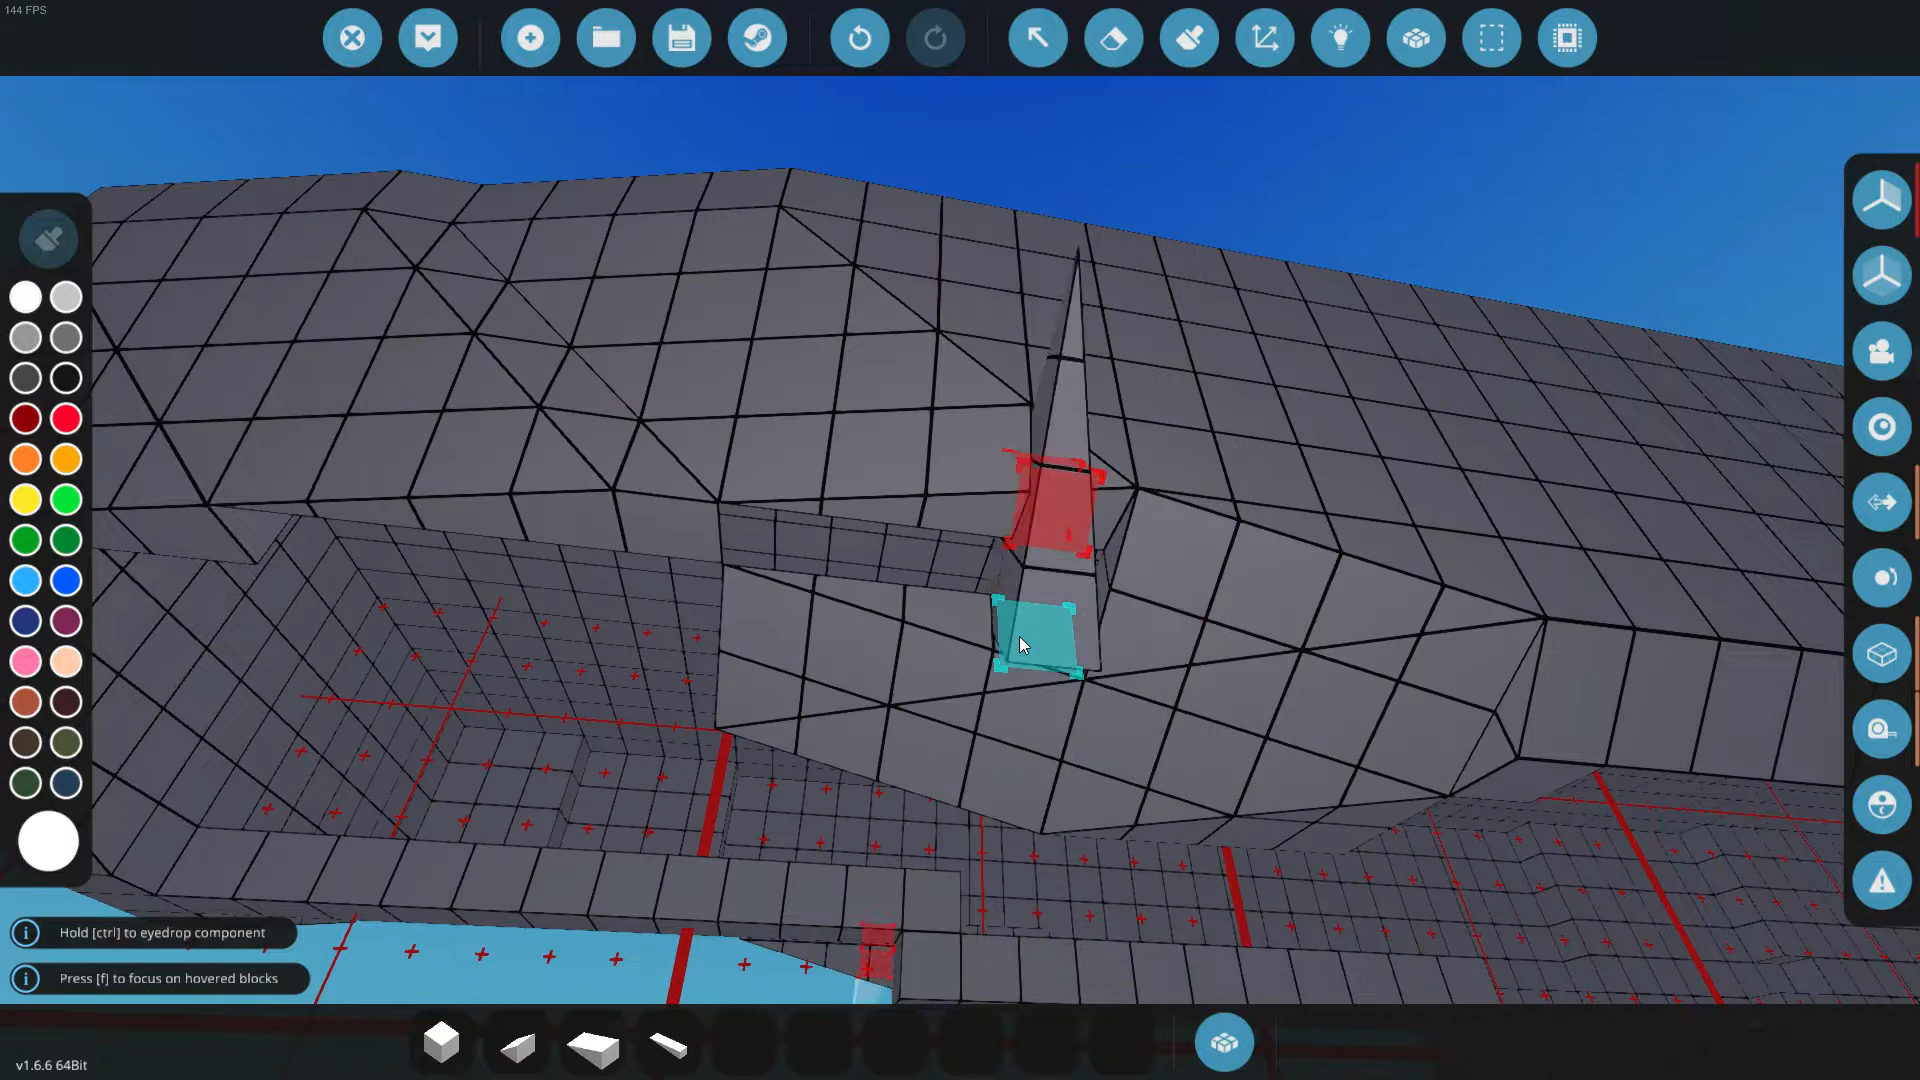 144 FPS
Hold [ctrl] to eyedrop component
Press [f] to focus on hovered blocks
v1.6.6 64Bit